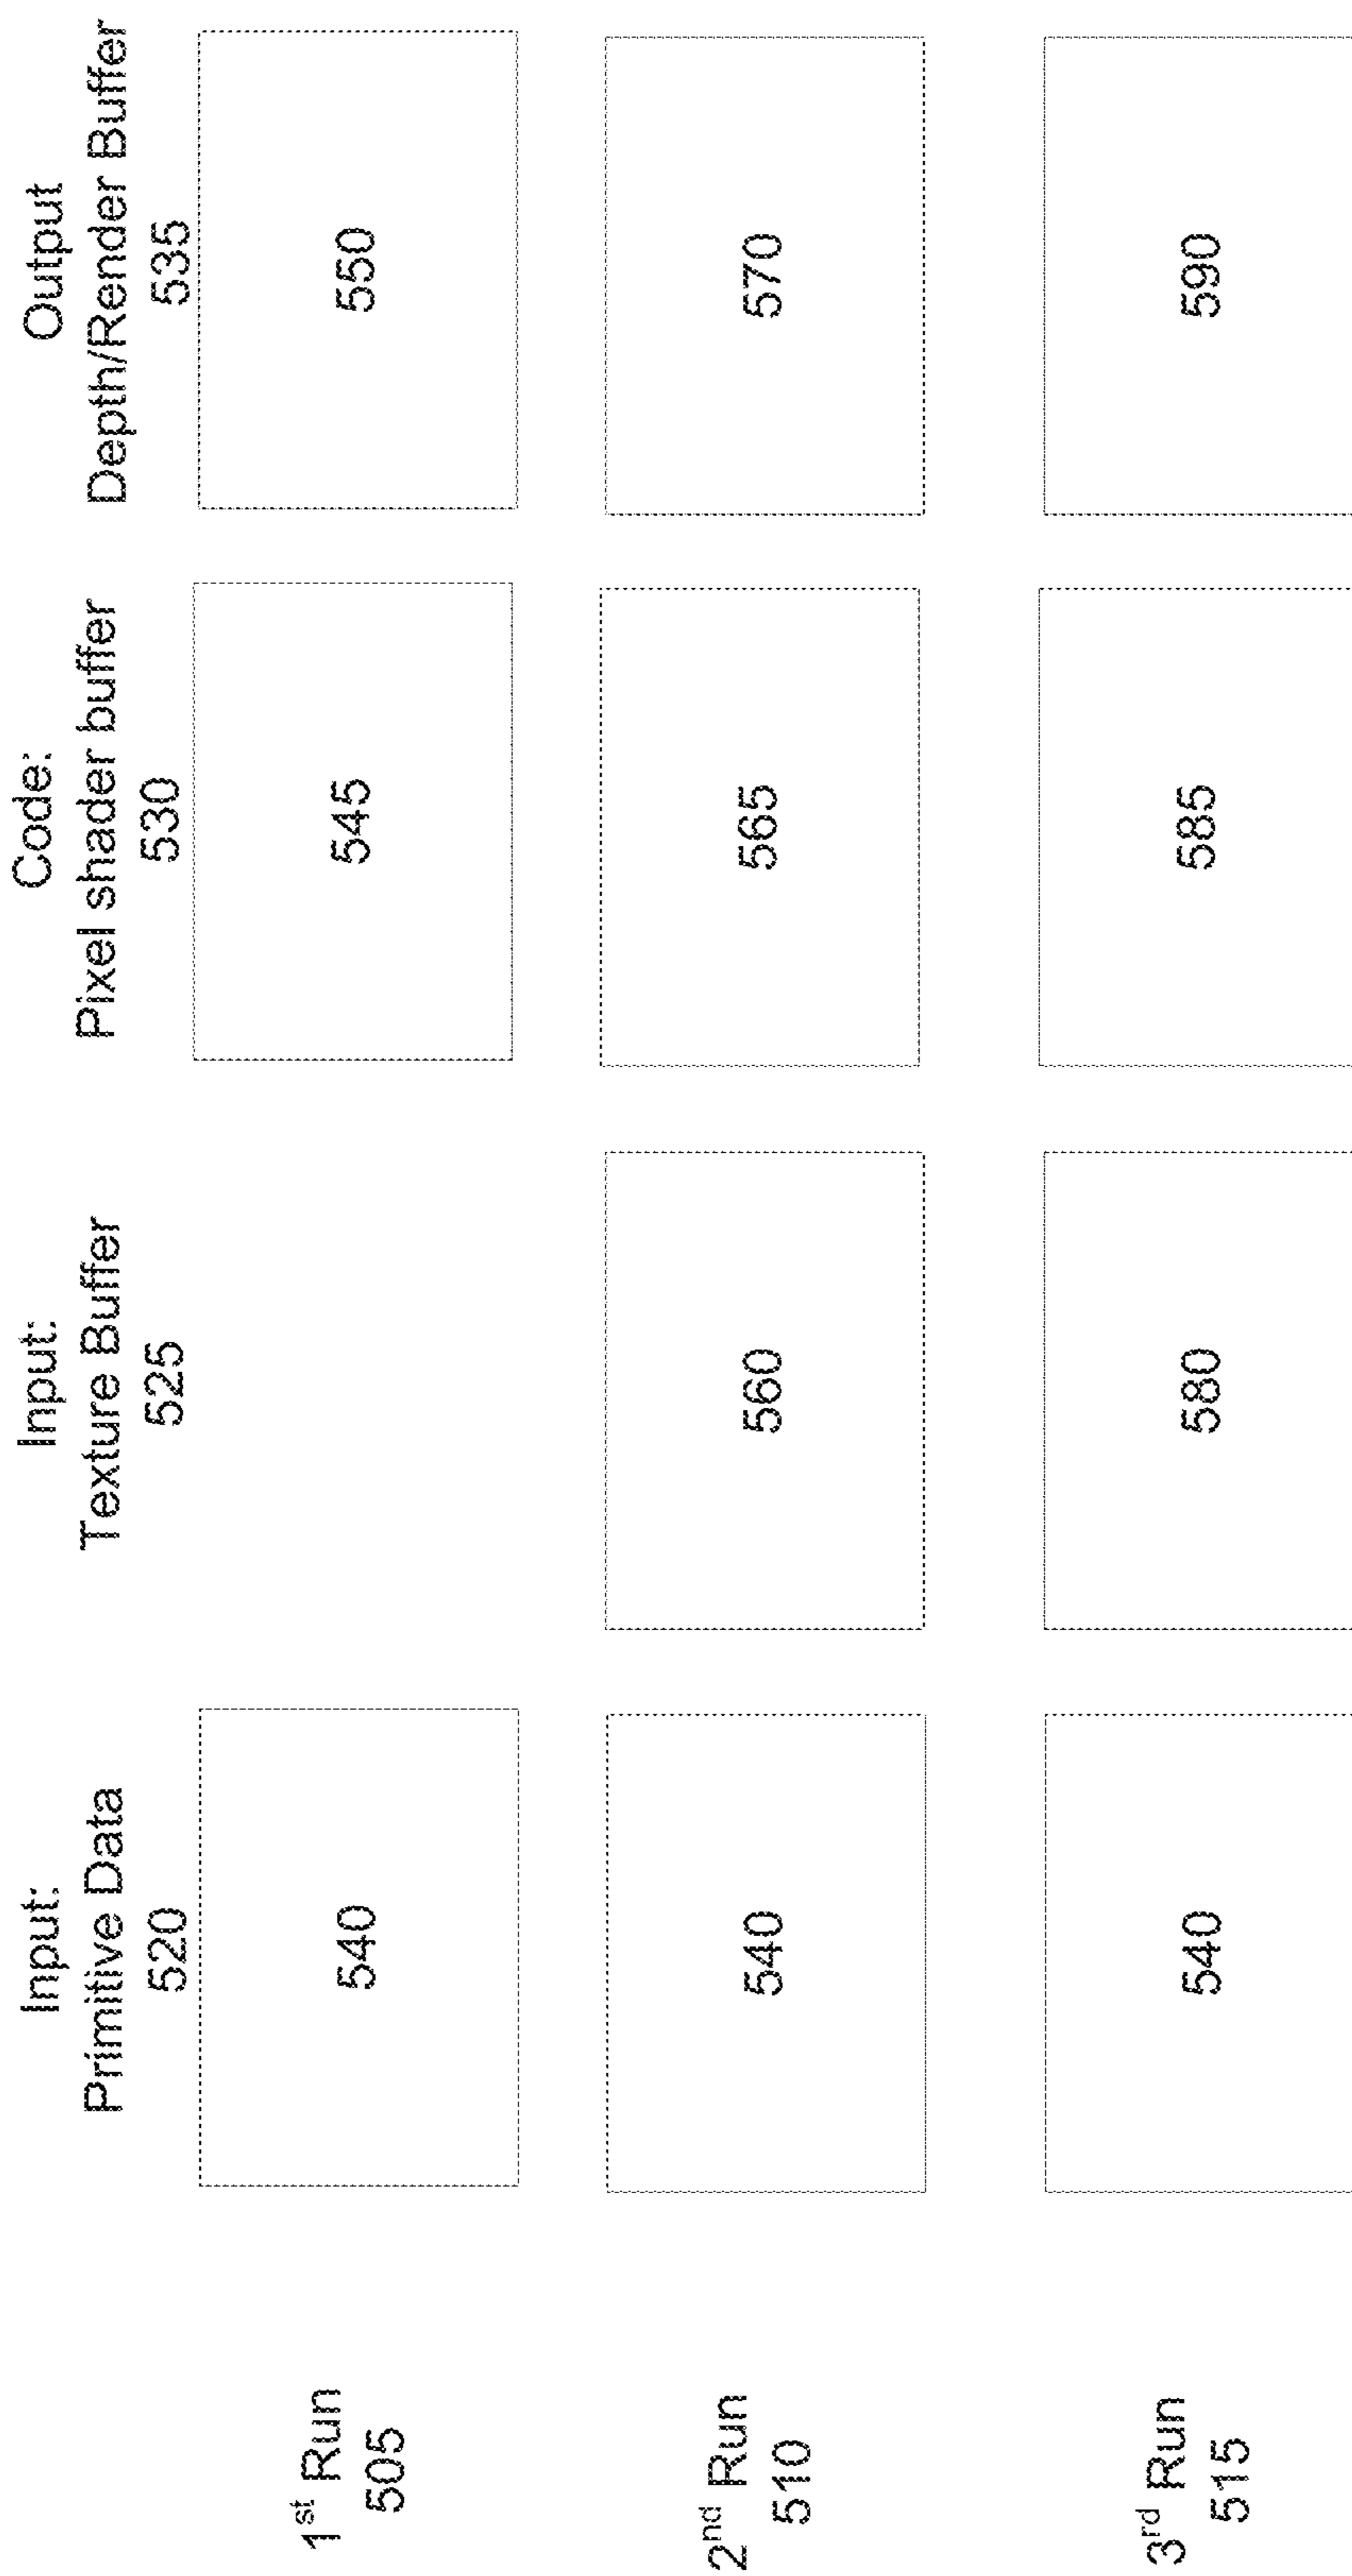 Input:
Primitive Data
520
Input:
Texture Buffer
525
Code:
Pixel shader buffer
530
Output
Depth/Render Buffer
535
1st Run
505
540
545
550
2nd Run
510
540
560
565
570
3rd Run
515
540
580
585
590